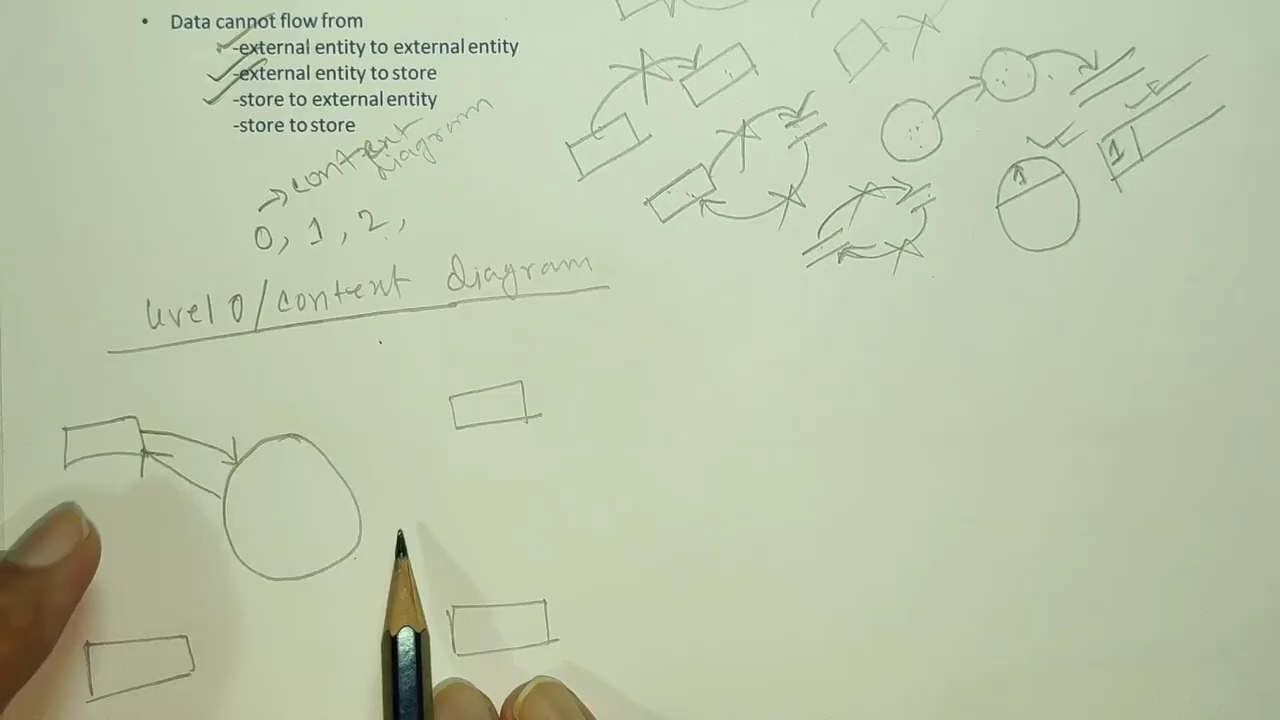 • Data cannot flow from
-external entity to external entity
-external entity to store
-store to external entity
-store to store
→ content diagram
0, 1, 2,
level 0/content diagram
1